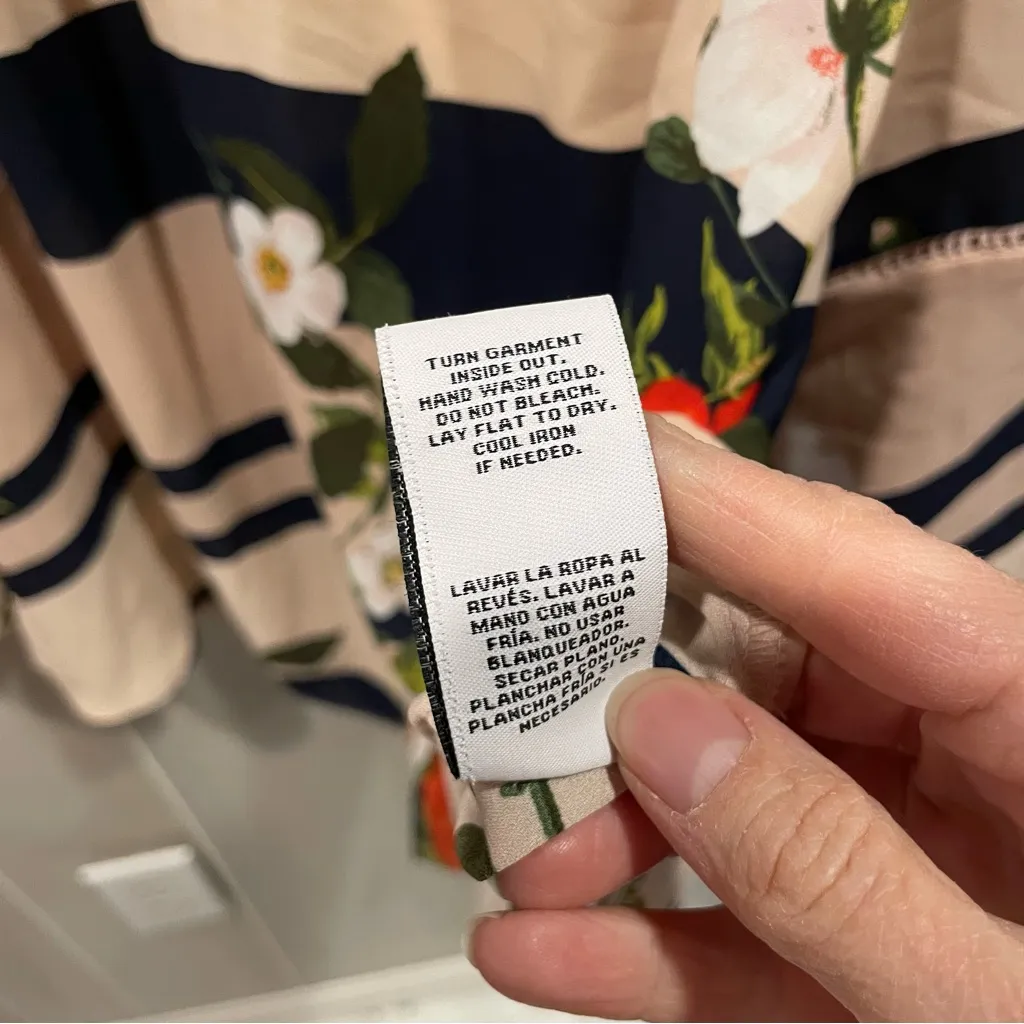 TURN GARMENT
INSIDE OUT.
HAND WASH COLD.
DO NOT BLEACH.
LAY FLAT TO DRY.
COOL IRON
IF NEEDED.
LAVAR LA ROPA AL
REVÉS. LAVAR A
MANO CON AGUA
FRÍA. NO USAR
BLANQUEADOR.
SECAR PLANO.
PLANCHAR CON UNA
PLANCHA FRÍA SI ES
NECESARIO.